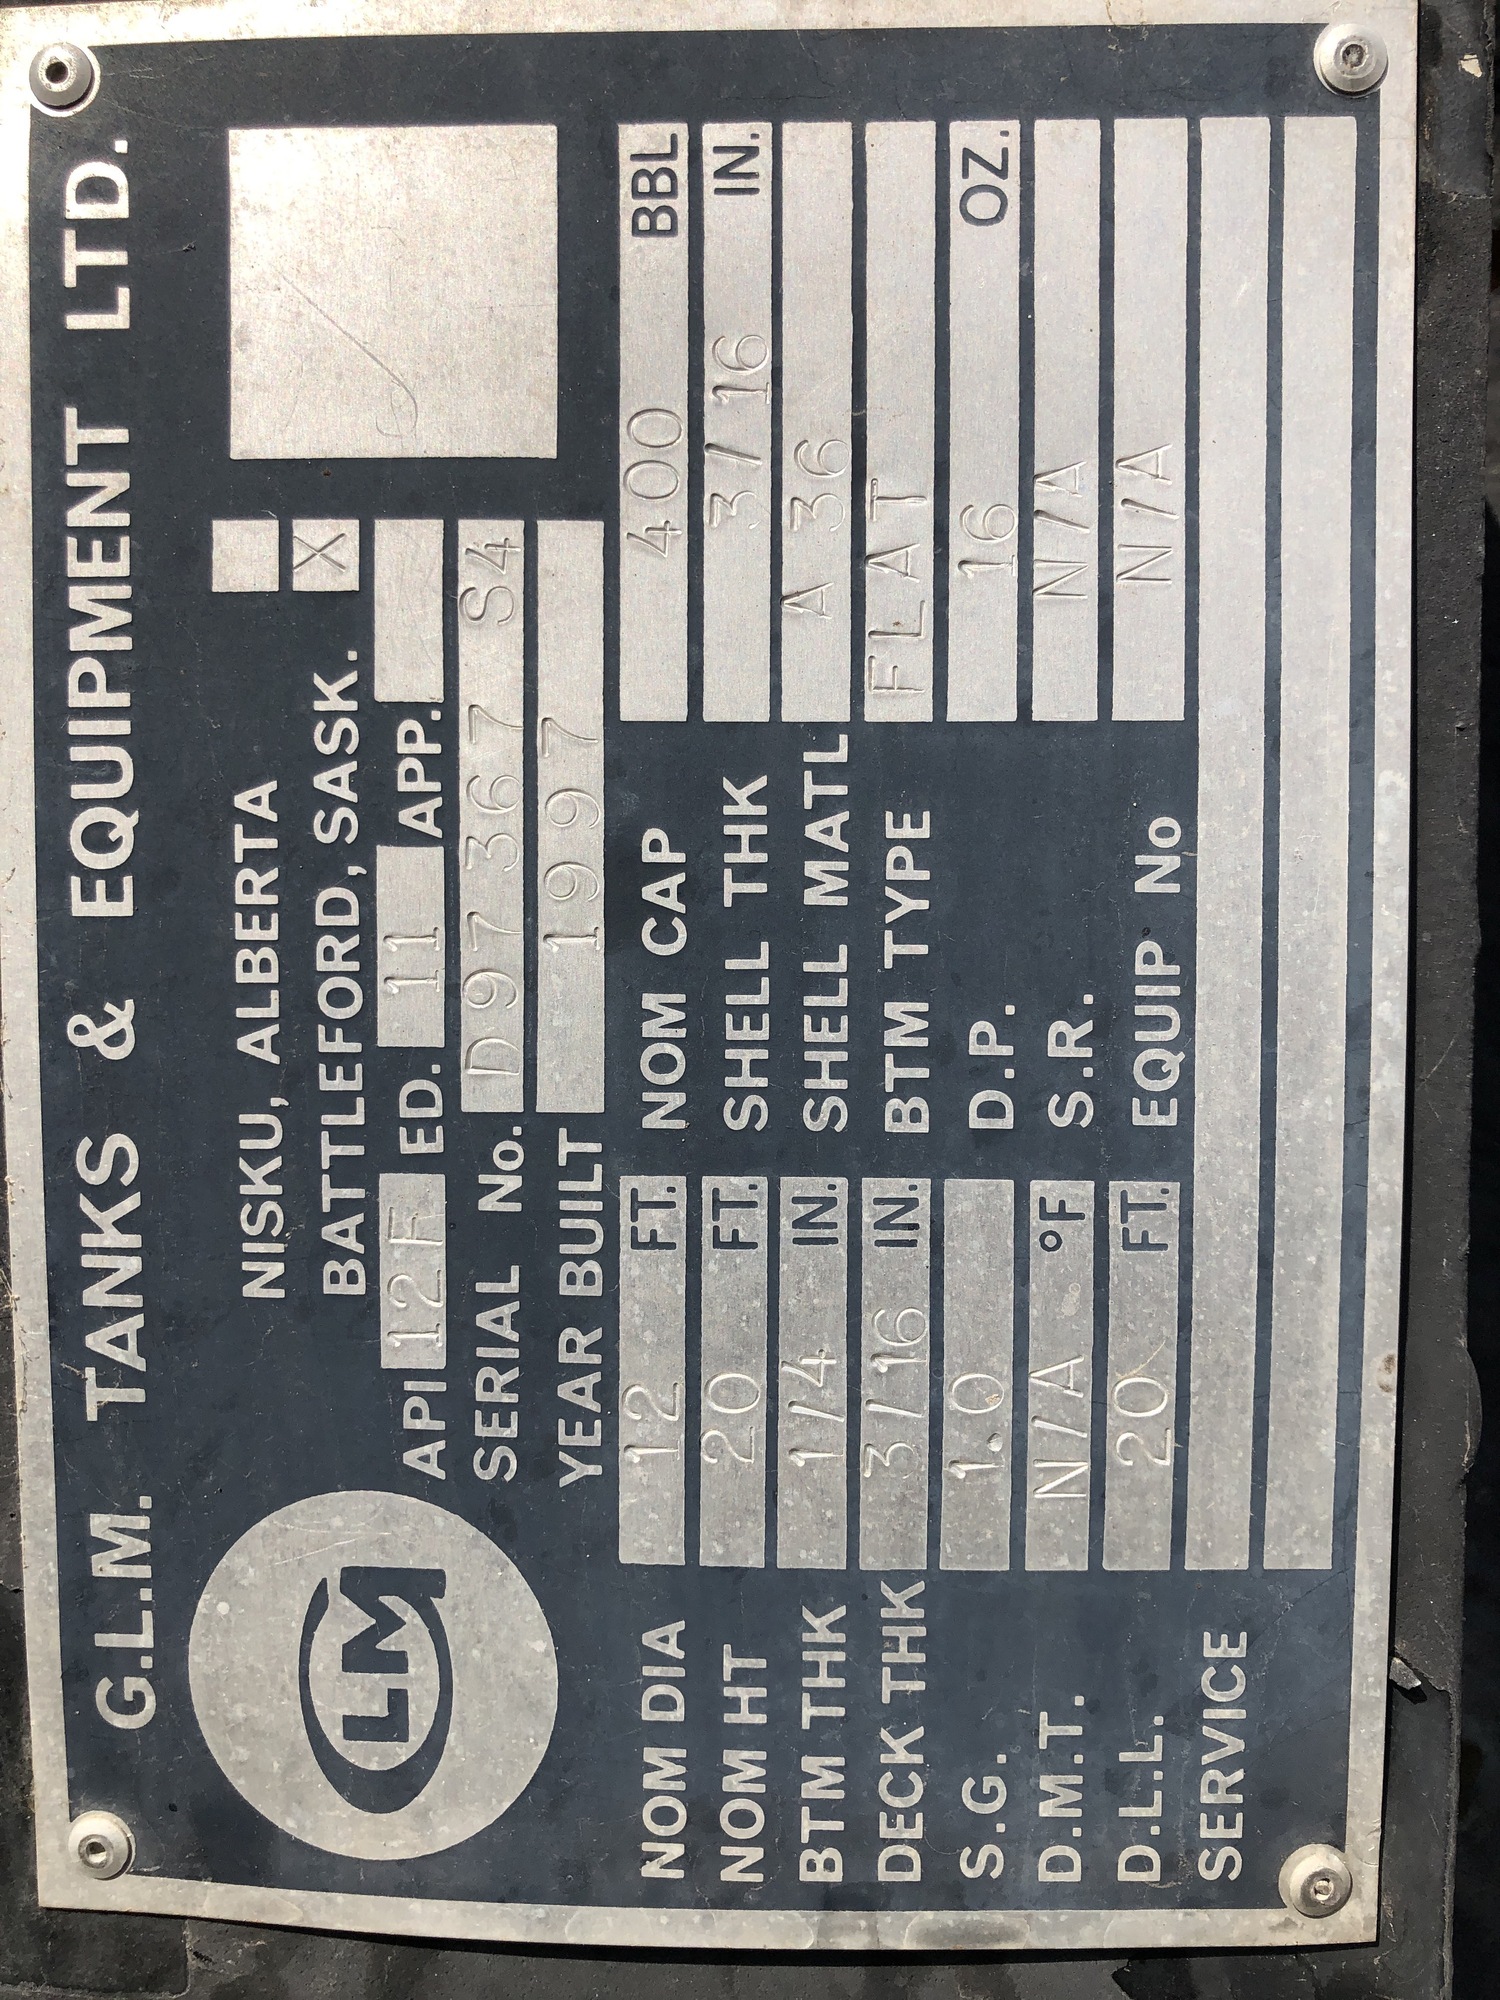 G.L.M. TANKS & EQUIPMENT LTD.
NISKU, ALBERTA
BATTLEFORD, SASK. X
API 12F ED. 11 APP.
SERIAL No. D97367 S4
YEAR BUILT 1997
LM
NOM DIA 12 FT. NOM CAP 400 BBL
NOM HT 20 FT. SHELL THK 3/16 IN.
BTM THK 1/4 IN. SHELL MATL A 36
DECK THK 3/16 IN. BTM TYPE FLAT
S.G. 1.0 D.P. 16 OZ.
D.M.T. N/A °F S.R. N/A
D.L.L. 20 FT. EQUIP No N/A
SERVICE